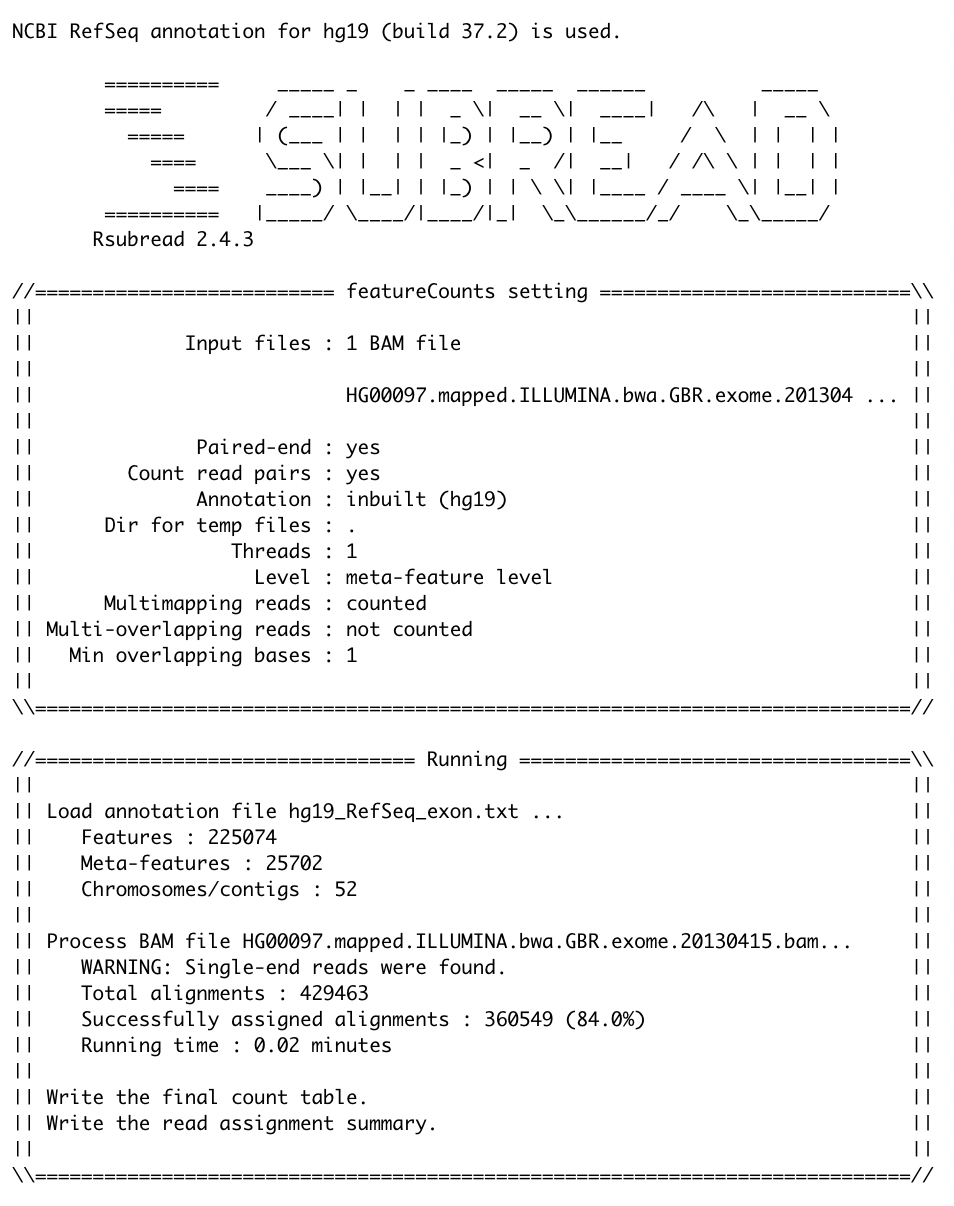 NCBI RefSeq annotation for hg19 (build 37.2) is used.
SUBREAD
Rsubread 2.4.3
//========================== featureCounts setting ===========================\\
|| Input files : 1 BAM file ||
|| HG00097.mapped.ILLUMINA.bwa.GBR.exome.201304 ... ||
|| Paired-end : yes ||
|| Count read pairs : yes ||
|| Annotation : inbuilt (hg19) ||
|| Dir for temp files : . ||
|| Threads : 1 ||
|| Level : meta-feature level ||
|| Multimapping reads : counted ||
|| Multi-overlapping reads : not counted ||
|| Min overlapping bases : 1 ||
\\============================================================================//
//================================= Running ==================================\\
|| Load annotation file hg19_RefSeq_exon.txt ... ||
|| Features : 225074 ||
|| Meta-features : 25702 ||
|| Chromosomes/contigs : 52 ||
|| Process BAM file HG00097.mapped.ILLUMINA.bwa.GBR.exome.20130415.bam... ||
|| WARNING: Single-end reads were found. ||
|| Total alignments : 429463 ||
|| Successfully assigned alignments : 360549 (84.0%) ||
|| Running time : 0.02 minutes ||
|| Write the final count table. ||
|| Write the read assignment summary. ||
\\============================================================================//